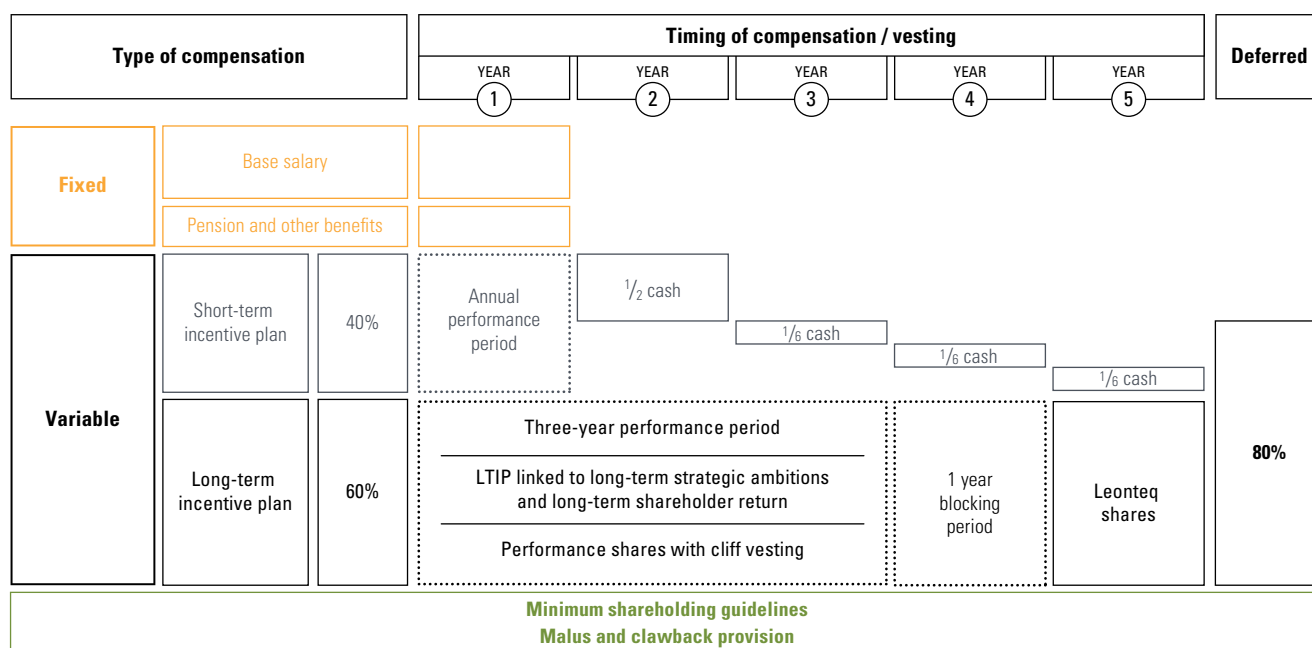 Type of compensation
Timing of compensation / vesting
Deferred
YEAR
1
YEAR
2
YEAR
3
YEAR
4
YEAR
5
Fixed
Base salary
Pension and other benefits
Variable
Short-term
incentive plan
40%
Annual
performance
period
1/2 cash
1/6 cash
1/6 cash
1/6 cash
Long-term
incentive plan
60%
Three-year performance period
LTIP linked to long-term strategic ambitions
and long-term shareholder return
Performance shares with cliff vesting
1 year
blocking
period
Leonteq
shares
80%
Minimum shareholding guidelines
Malus and clawback provision